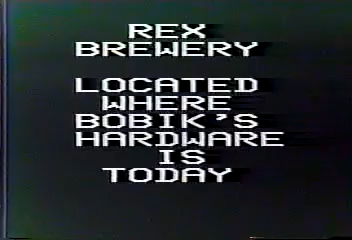 REX
BREWERY
LOCATED
WHERE
BOBIK'S
HARDWARE
IS
TODAY